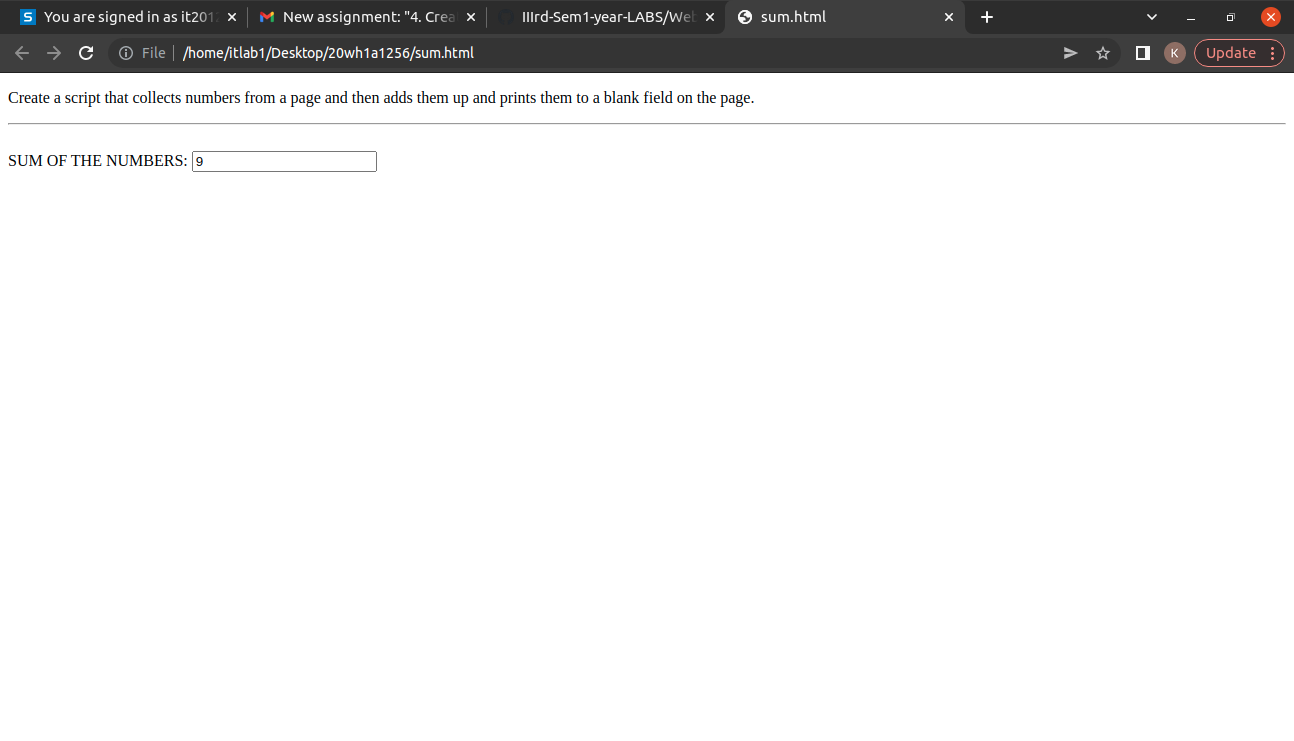 S You are signed in as it201
New assignment: "4. Crea
IIIrd-Sem1-year-LABS/Web
sum.html
File /home/itlab1/Desktop/20wh1a1256/sum.html
K Update
Create a script that collects numbers from a page and then adds them up and prints them to a blank field on the page.
SUM OF THE NUMBERS: 9